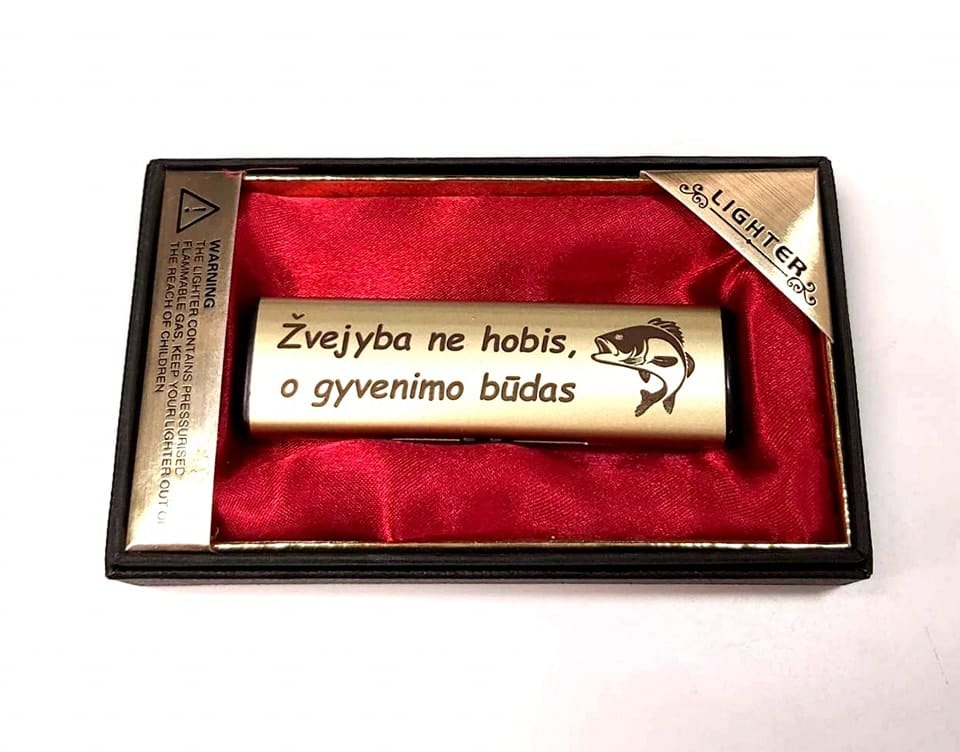 WARNING
THE LIGHTER CONTAINS PRESSURISED
FLAMMABLE GAS, KEEP YOUR LIGHTER OUT OF
THE REACH OF CHILDREN
LIGHTER
Žvejyba ne hobis,
o gyvenimo būdas